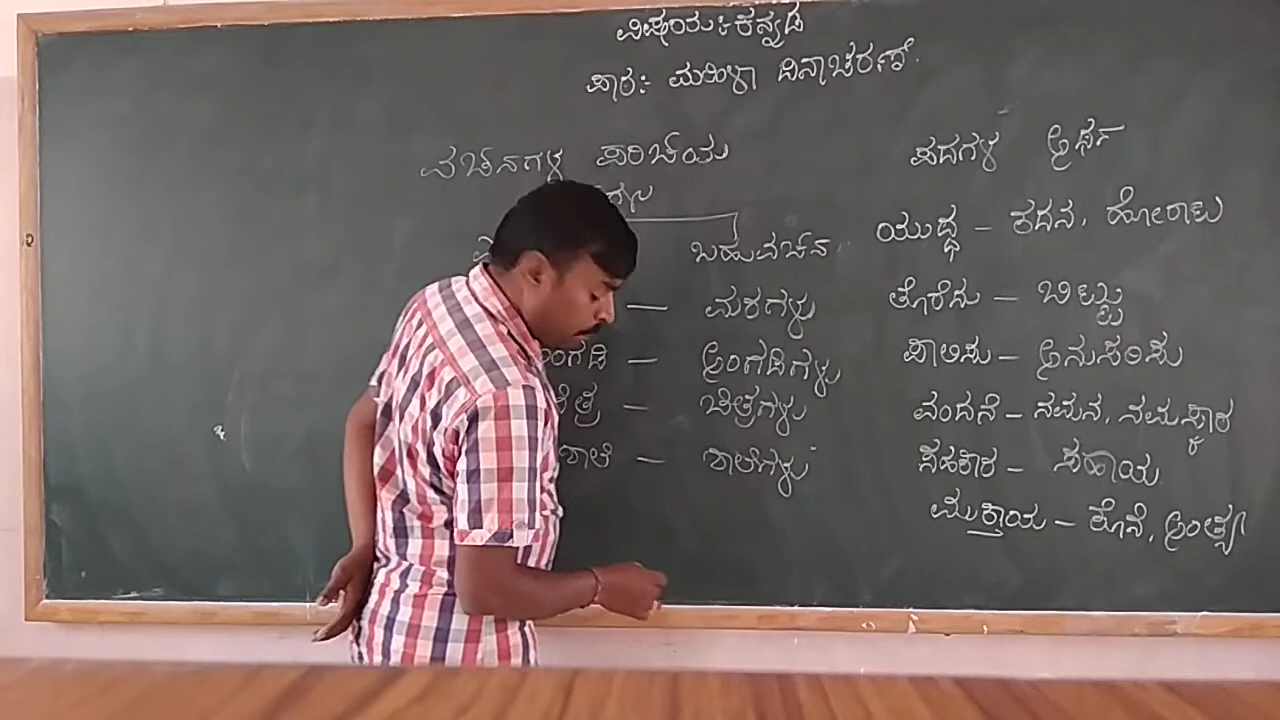 ವಿಷಯ:- ಕನ್ನಡ
ಪಾಠ:- ಮಹಿಳಾ ದಿನಾಚರಣೆ.
ವಚನಗಳ ಪರಿಚಯ
ಬಹುವಚನ
— ಮರಗಳು
ಅಂಗಡಿ — ಅಂಗಡಿಗಳು
ಚಿತ್ರ — ಚಿತ್ರಗಳು
ಶಾಲೆ — ಶಾಲೆಗಳು
ಪದಗಳ ಅರ್ಥ
ಯುದ್ಧ – ಕದನ, ಹೋರಾಟ
ತೊರೆದು – ಬಿಟ್ಟು
ಪಾಲಿಸು – ಅನುಸರಿಸು
ವಂದನೆ – ನಮನ, ನಮಸ್ಕಾರ
ಸಹಕಾರ – ಸಹಾಯ
ಮುಕ್ತಾಯ – ಕೊನೆ, ಅಂತ್ಯ